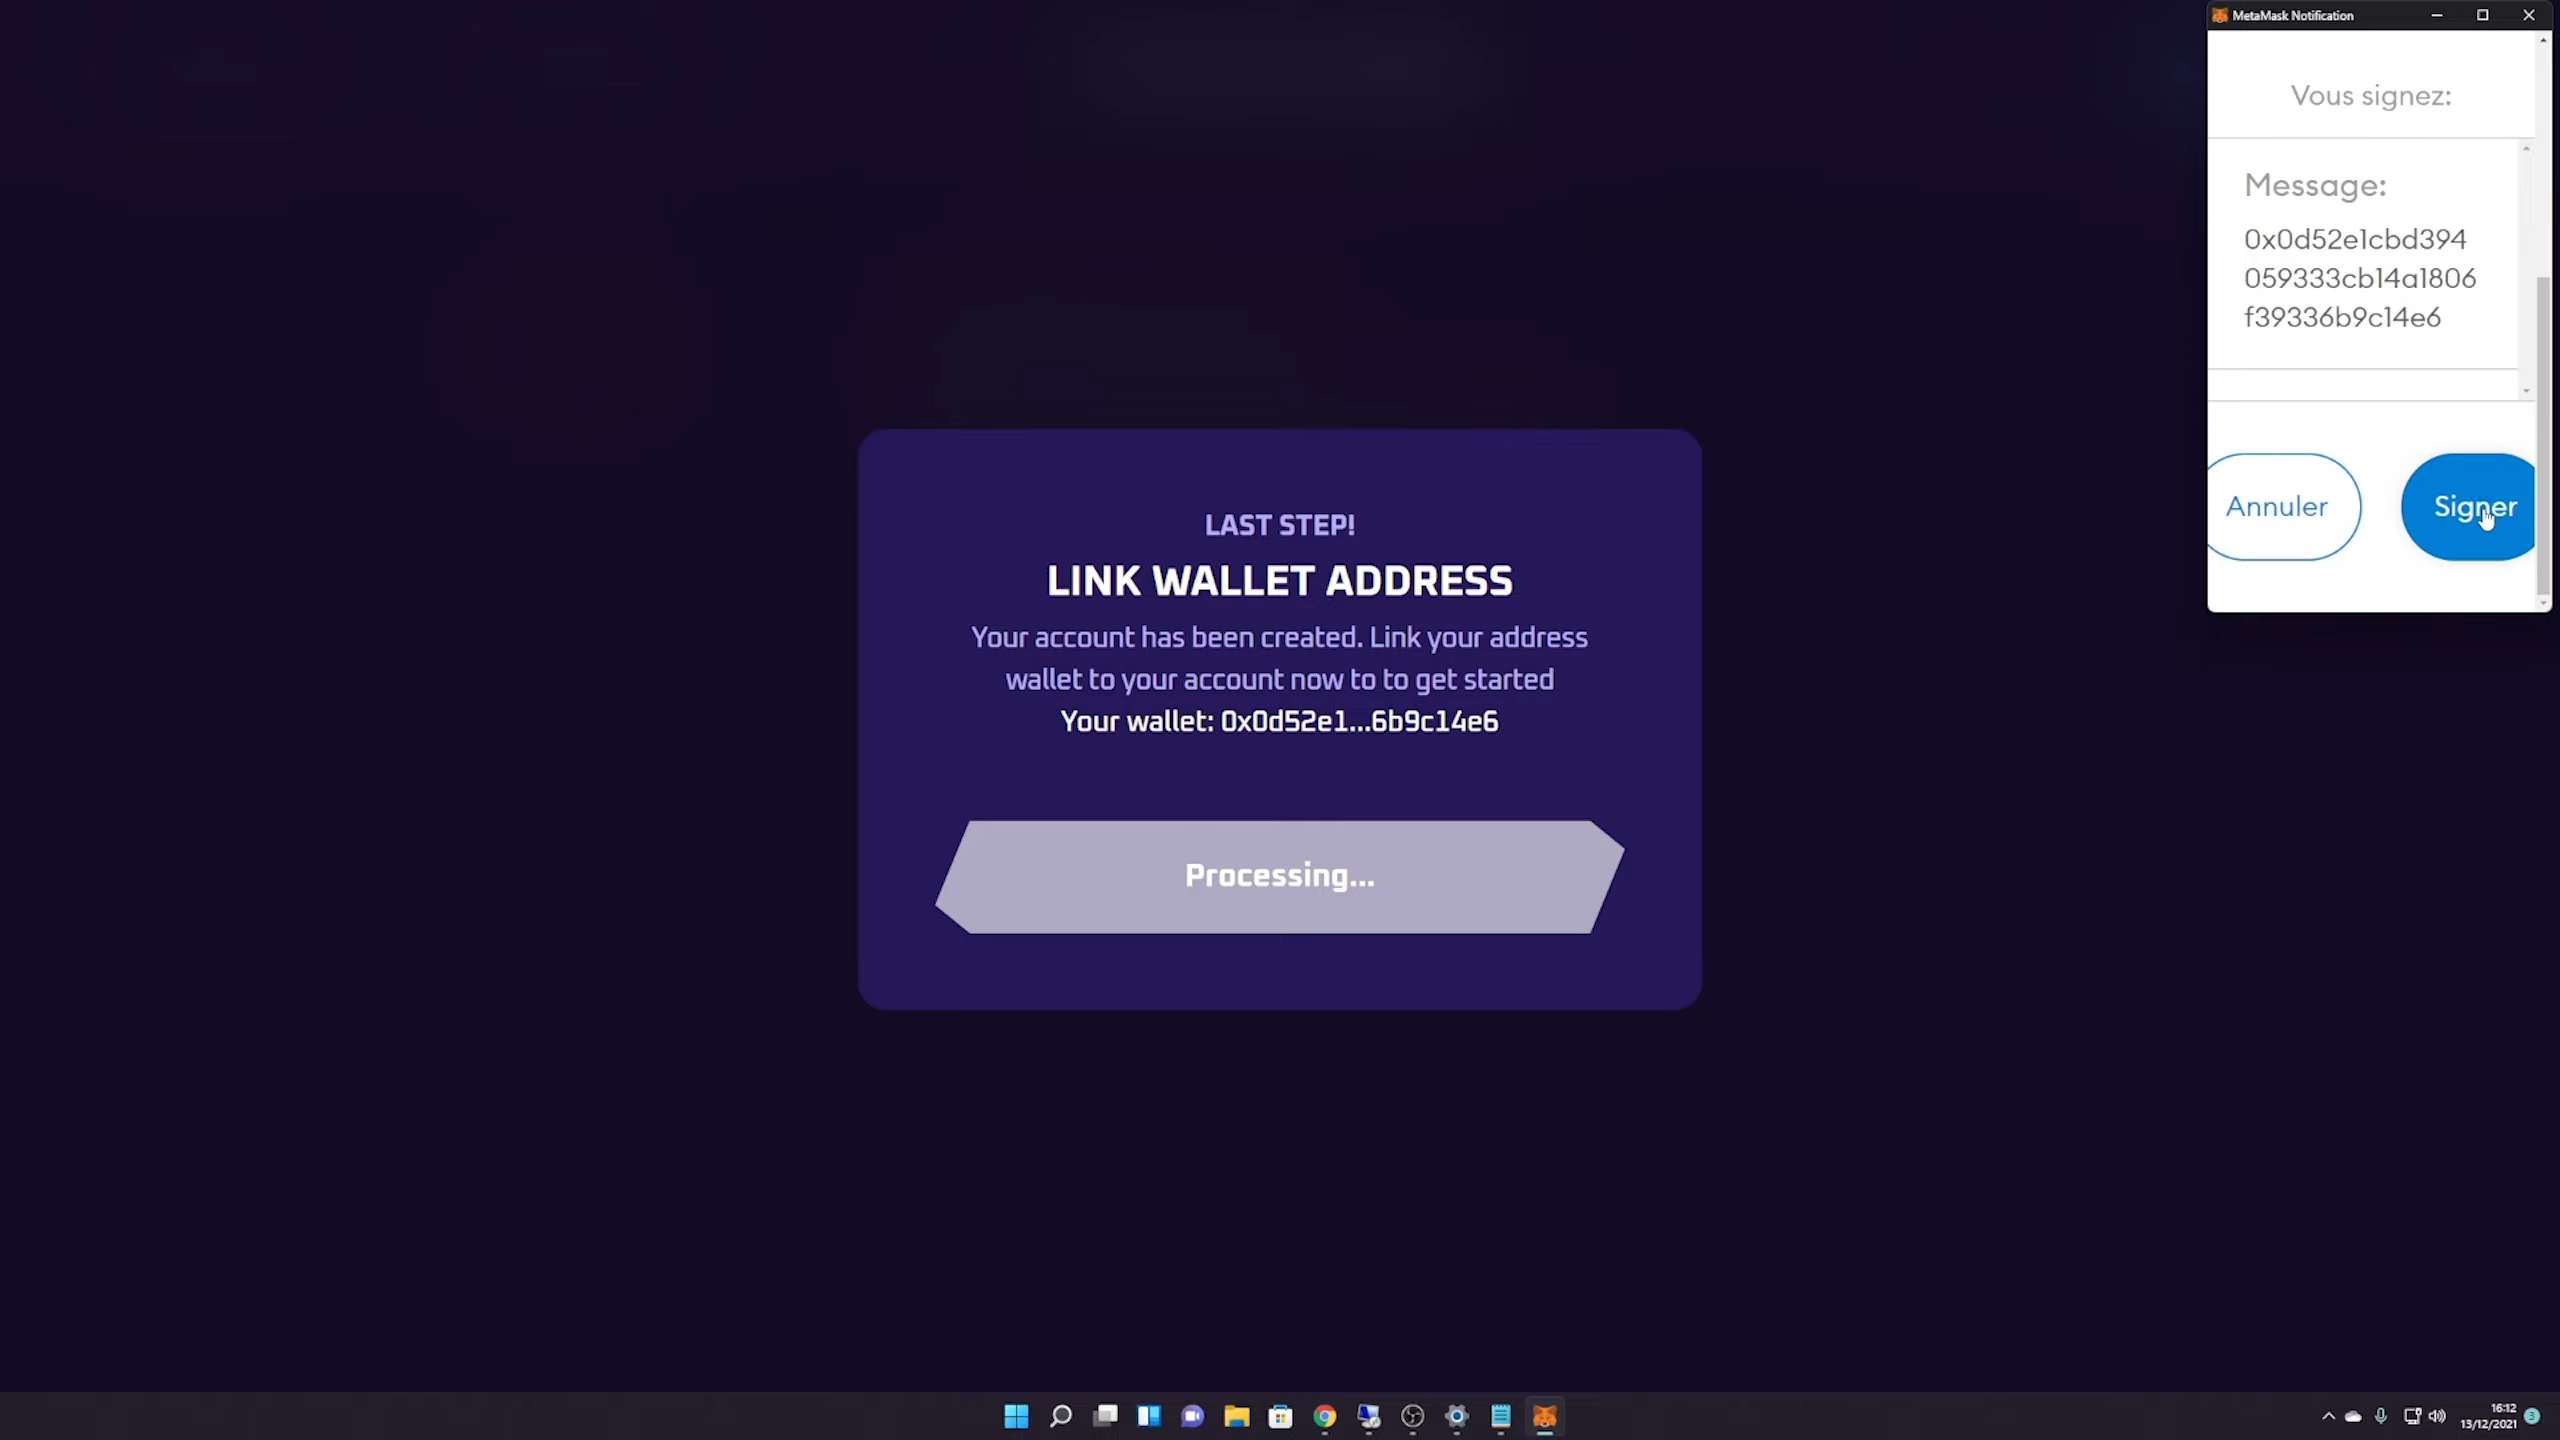 MetaMask Notification
Vous signez:
Message:
0x0d52e1cbd394
059333cb14a1806
f39336b9c14e6
Annuler
Signer
LAST STEP!
LINK WALLET ADDRESS
Your account has been created. Link your address
wallet to your account now to to get started
Your wallet: 0x0d52e1...6b9c14e6
Processing...
16:12
13/12/2021
3